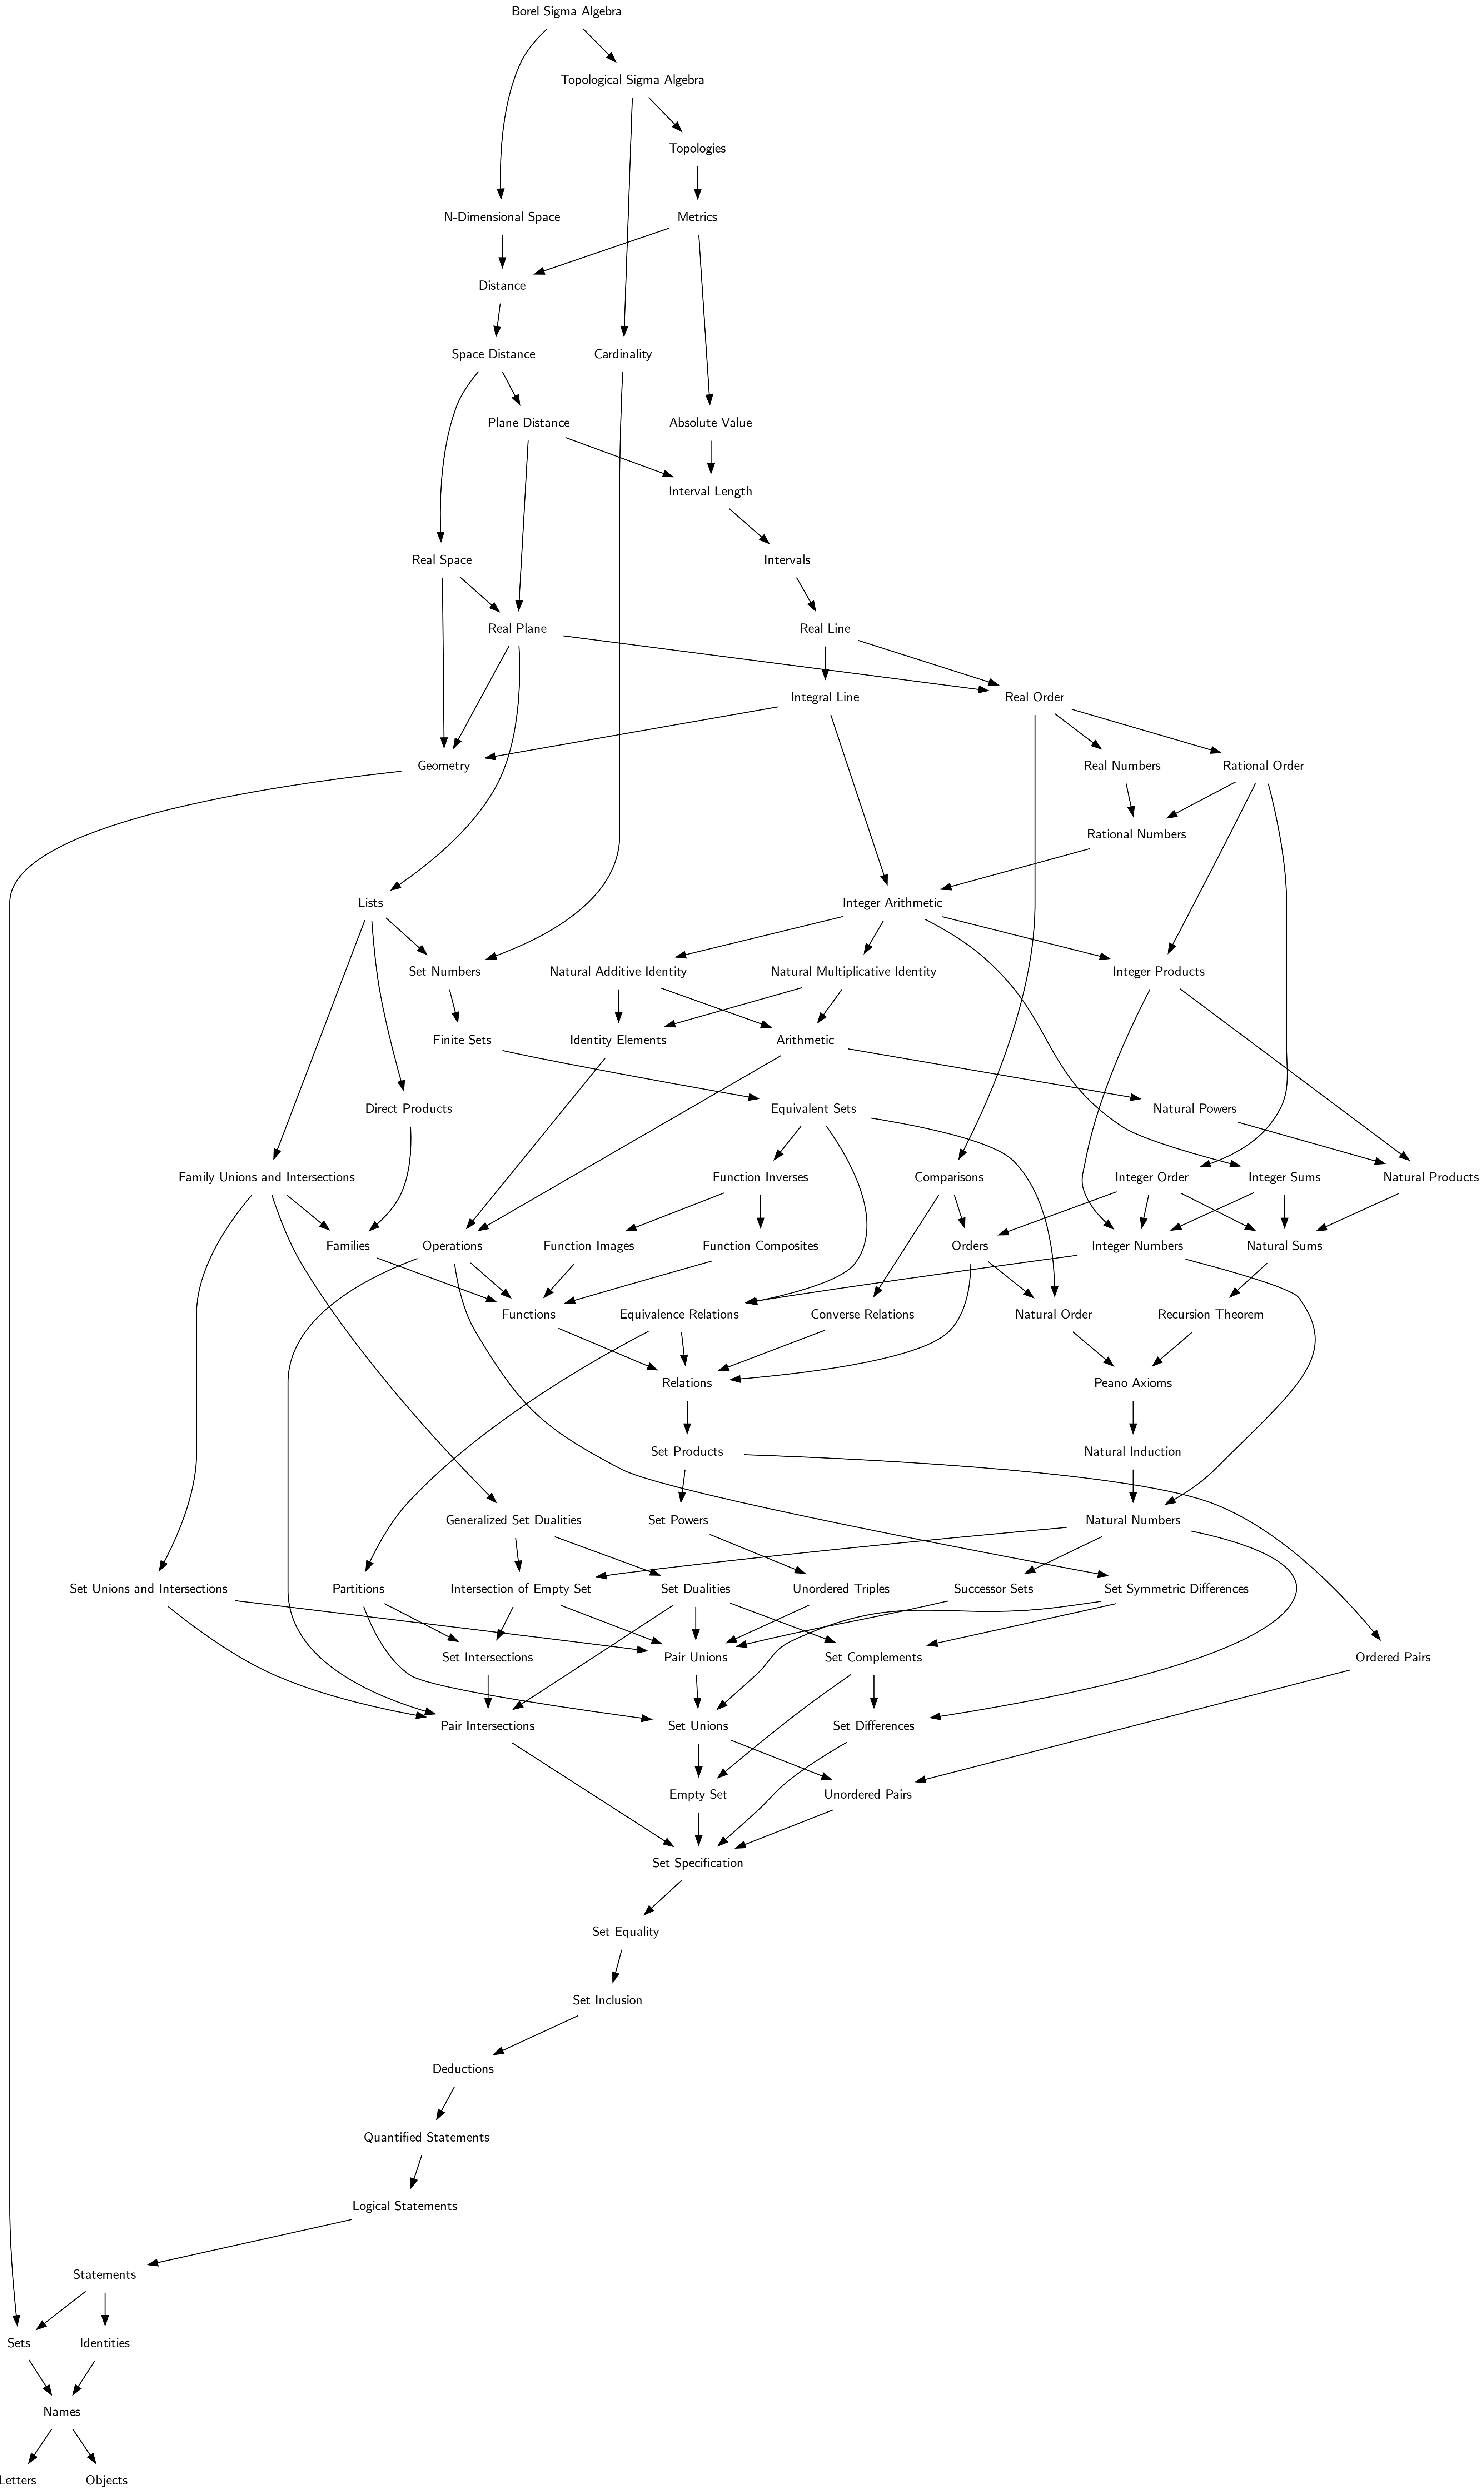 Borel Sigma Algebra
Topological Sigma Algebra
Topologies
N-Dimensional Space
Metrics
Distance
Space Distance
Cardinality
Plane Distance
Absolute Value
Interval Length
Real Space
Intervals
Real Plane
Real Line
Integral Line
Real Order
Geometry
Real Numbers
Rational Order
Rational Numbers
Lists
Integer Arithmetic
Set Numbers
Natural Additive Identity
Natural Multiplicative Identity
Integer Products
Finite Sets
Identity Elements
Arithmetic
Direct Products
Equivalent Sets
Natural Powers
Family Unions and Intersections
Function Inverses
Comparisons
Integer Order
Integer Sums
Natural Products
Families
Operations
Function Images
Function Composites
Orders
Integer Numbers
Natural Sums
Functions
Equivalence Relations
Converse Relations
Natural Order
Recursion Theorem
Relations
Peano Axioms
Set Products
Natural Induction
Generalized Set Dualities
Set Powers
Natural Numbers
Set Unions and Intersections
Partitions
Intersection of Empty Set
Set Dualities
Unordered Triples
Successor Sets
Set Symmetric Differences
Set Intersections
Pair Unions
Set Complements
Ordered Pairs
Pair Intersections
Set Unions
Set Differences
Empty Set
Unordered Pairs
Set Specification
Set Equality
Set Inclusion
Deductions
Quantified Statements
Logical Statements
Statements
Sets
Identities
Names
Letters
Objects